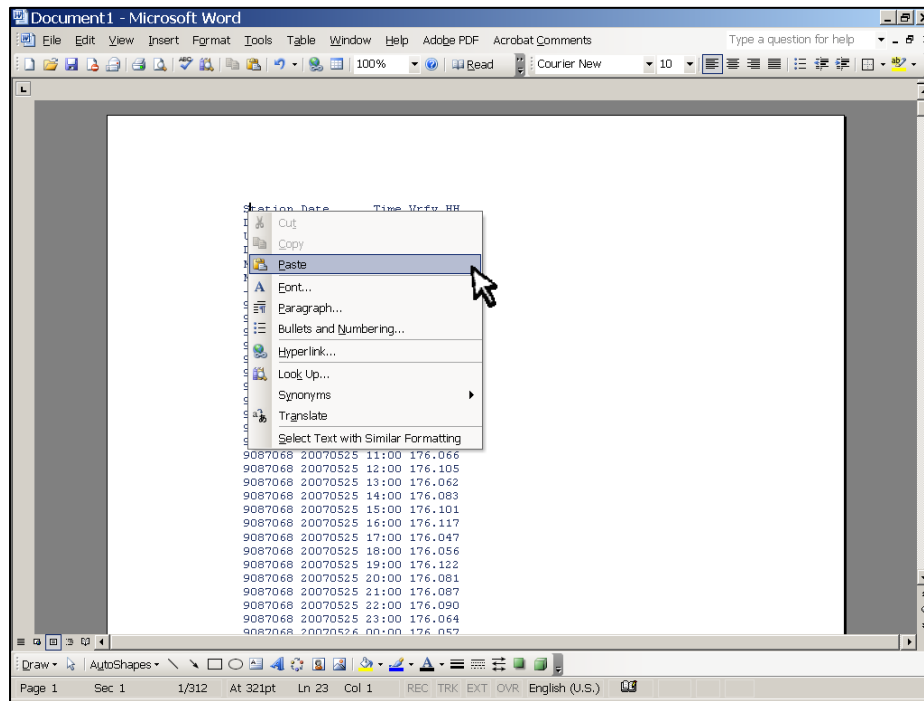 Document1 - Microsoft Word
File Edit View Insert Format Tools Table Window Help Adobe PDF Acrobat Comments Type a question for help
100% Read Courier New 10
Station Date Time Vrfy HH
Cut
Copy
Paste
Font...
Paragraph...
Bullets and Numbering...
Hyperlink...
Look Up...
Synonyms
Translate
Select Text with Similar Formatting
9087068 20070525 11:00 176.066
9087068 20070525 12:00 176.105
9087068 20070525 13:00 176.062
9087068 20070525 14:00 176.083
9087068 20070525 15:00 176.101
9087068 20070525 16:00 176.117
9087068 20070525 17:00 176.047
9087068 20070525 18:00 176.056
9087068 20070525 19:00 176.122
9087068 20070525 20:00 176.081
9087068 20070525 21:00 176.087
9087068 20070525 22:00 176.090
9087068 20070525 23:00 176.064
9087068 20070526 00:00 176.057
Draw AutoShapes
Page 1 Sec 1 1/312 At 321pt Ln 23 Col 1 REC TRK EXT OVR English (U.S.)